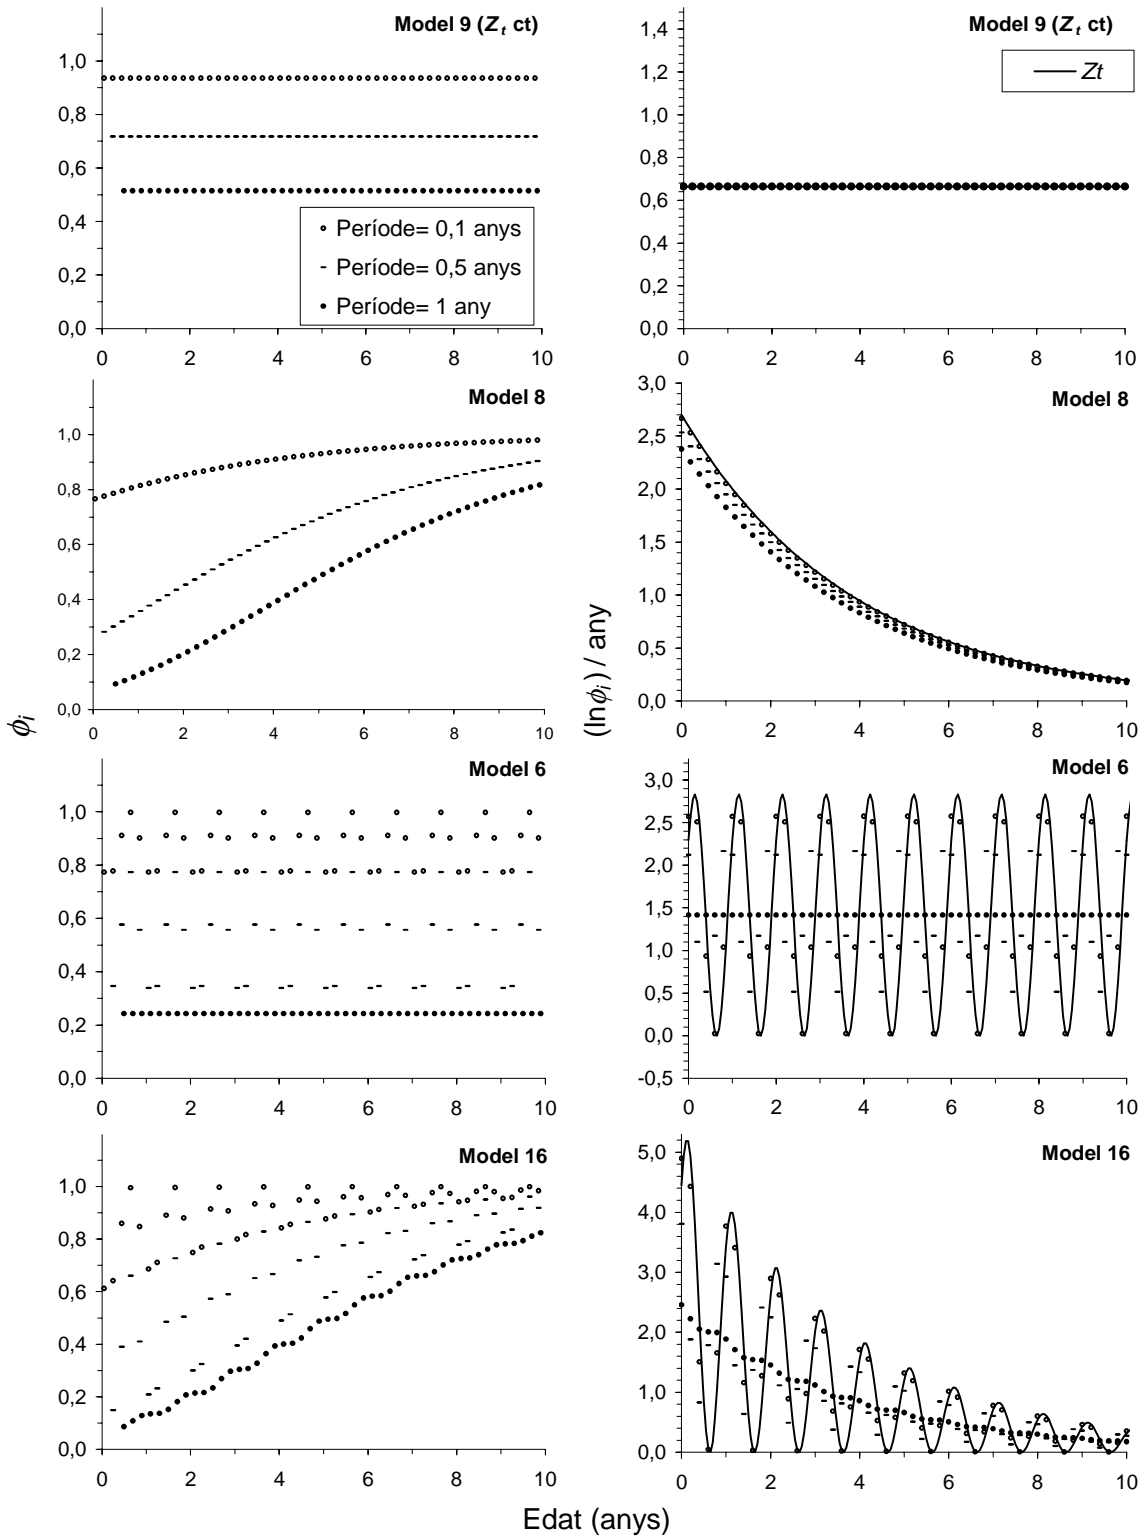 Model 9 (Zt ct)
1,0
0,8
0,6
0,4
0,2
0,0
Período= 0,1 anys
Período= 0,5 anys
Període= 1 any
0 2 4 6 8 10
Model 9 (Zt ct)
Zt
1,4
1,2
1,0
0,8
0,6
0,4
0,2
0,0
0 2 4 6 8 10
Model 8
1,0
0,8
0,6
0,4
0,2
0,0
0 2 4 6 8 10
Model 8
3,0
2,5
2,0
1,5
1,0
0,5
0,0
0 2 4 6 8 10
ϕi
(lnϕi) / any
Model 6
1,0
0,8
0,6
0,4
0,2
0,0
0 2 4 6 8 10
Model 6
3,0
2,5
2,0
1,5
1,0
0,5
0,0
-0,5
0 2 4 6 8 10
Model 16
1,0
0,8
0,6
0,4
0,2
0,0
0 2 4 6 8 10
Model 16
5,0
4,0
3,0
2,0
1,0
0,0
0 2 4 6 8 10
Edat (anys)